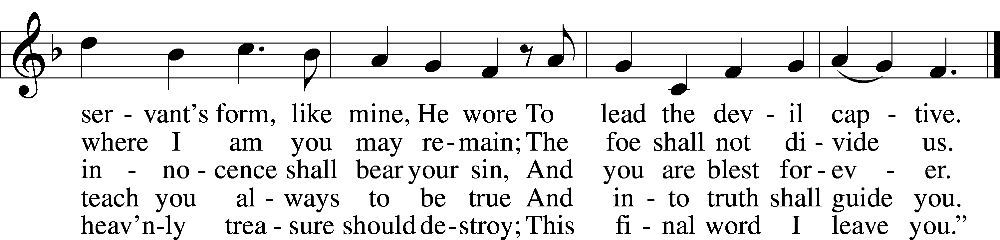 ser - vant’s form, like mine, He wore To lead the dev - il cap - tive.
where I am you may re - main; The foe shall not di - vide us.
in - no - cence shall bear your sin, And you are blest for - ev - er.
teach you al - ways to be true And in - to truth shall guide you.
heav’n - ly trea - sure should de - stroy; This fi - nal word I leave you.”